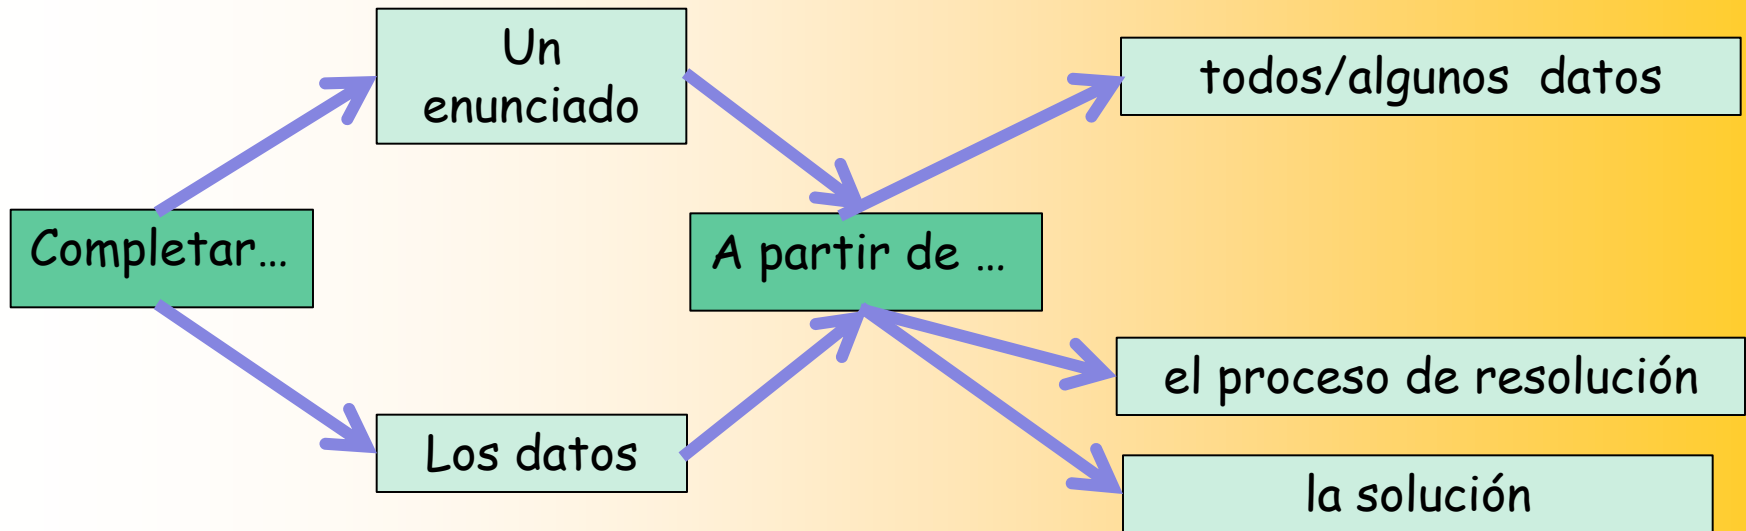 Un
enunciado
todos/algunos datos
Completar…
A partir de …
el proceso de resolución
Los datos
la solución